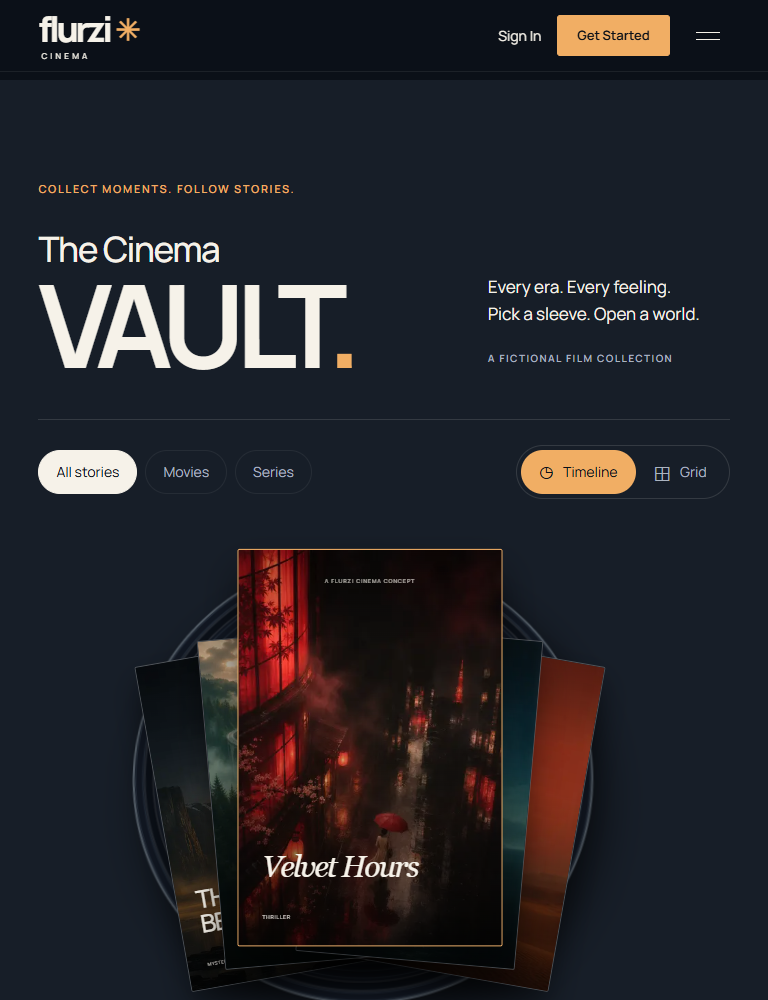 flurzi
CINEMA
Sign In
Get Started
COLLECT MOMENTS. FOLLOW STORIES.
The Cinema
VAULT.
Every era. Every feeling.
Pick a sleeve. Open a world.
A FICTIONAL FILM COLLECTION
All stories
Movies
Series
Timeline
Grid
A FLURZI CINEMA CONCEPT
Velvet Hours
THRILLER